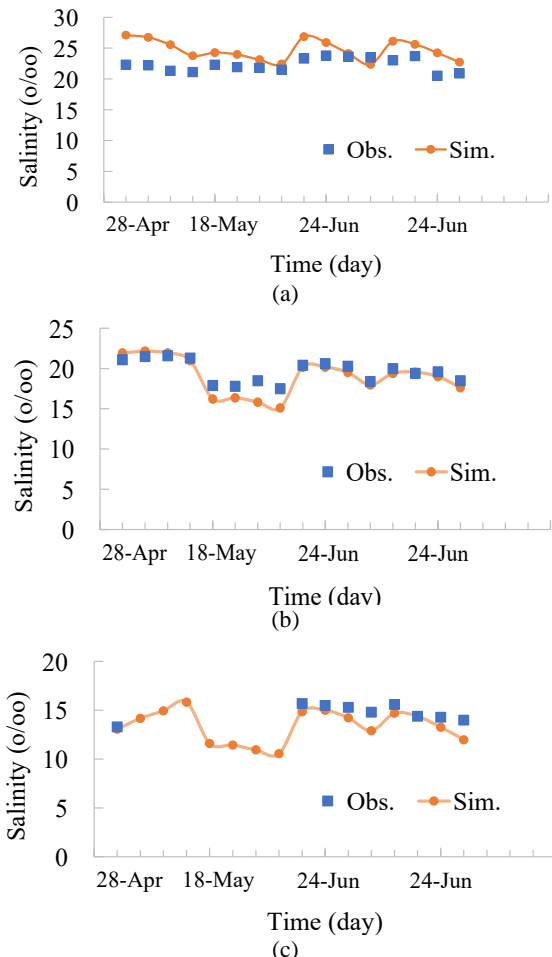 30
25
20
15
10
5
0
Salinity (o/oo)
Obs. Sim.
28-Apr 18-May 24-Jun 24-Jun
Time (day)
(a)
25
20
15
10
5
0
Salinity (o/oo)
Obs. Sim.
28-Apr 18-May 24-Jun 24-Jun
Time (day)
(b)
20
15
10
5
0
Salinity (o/oo)
Obs. Sim.
28-Apr 18-May 24-Jun 24-Jun
Time (day)
(c)